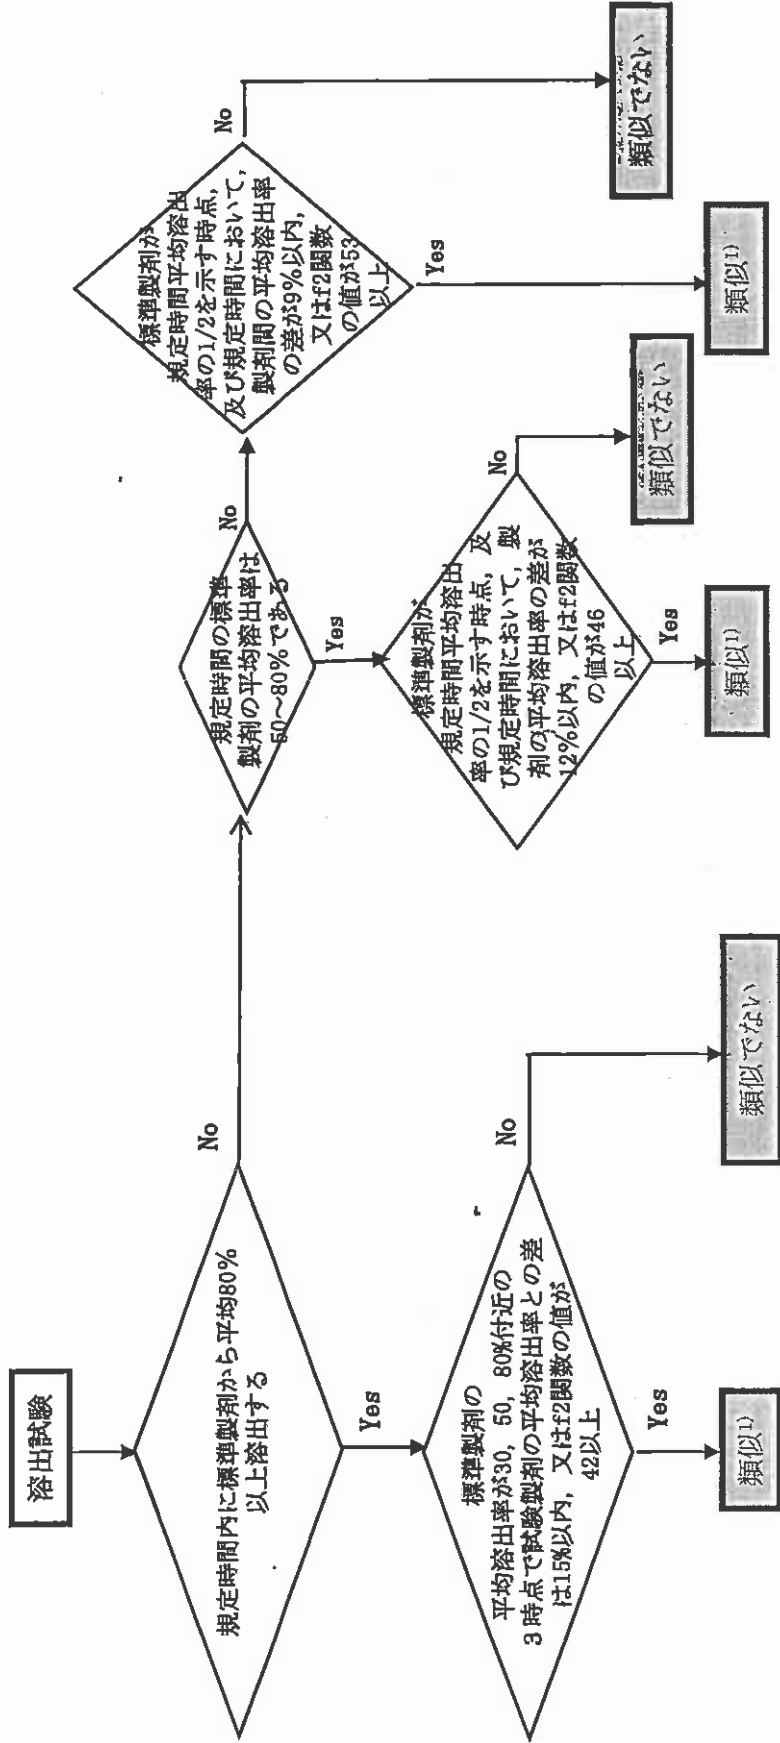 溶出試験
規定時間内に標準製剤から平均80%
以上溶出する
No
Yes
標準製剤の
平均溶出率が30, 50, 80%付近の
3時点で試験製剤の平均溶出率との差
は15%以内, 又はf2関数の値が
42以上
No
Yes
類似1)
類似でない
規定時間の標準
製剤の平均溶出率は
50～80%である
No
Yes
標準製剤が
規定時間平均溶出
率の1/2を示す時点, 及
び規定時間において, 製
剤の平均溶出率の差が
12%以内, 又はf2関数
の値が46
以上
No
Yes
類似1)
類似でない
標準製剤が
規定時間平均溶出
率の1/2を示す時点,
及び規定時間において,
製剤間の平均溶出率
の差が9%以内,
又はf2関数
の値が53
以上
No
Yes
類似1)
類似でない